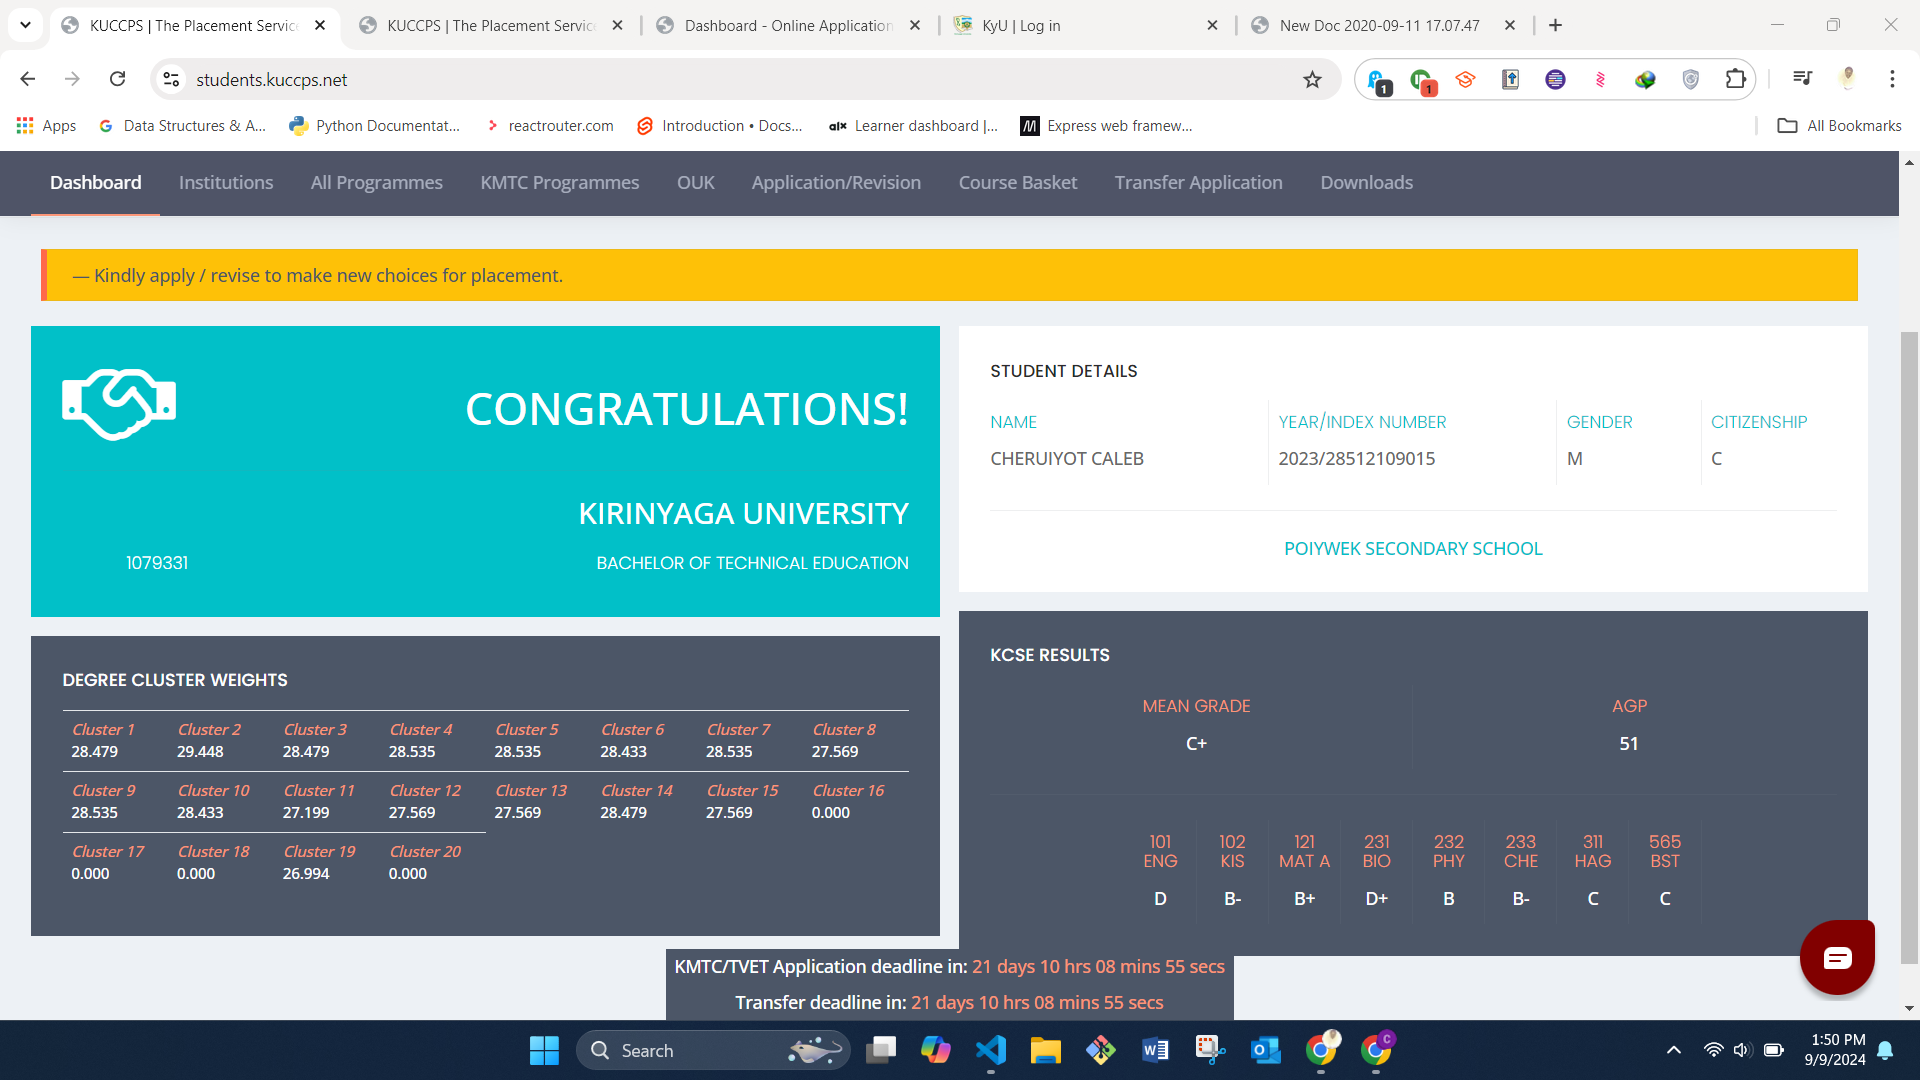 KUCCPS | The Placement Service
KUCCPS | The Placement Service
Dashboard - Online Application
KyU | Log in
New Doc 2020-09-11 17.07.47
students.kuccps.net
1
1
Apps
Data Structures & A...
Python Documentat...
reactrouter.com
Introduction • Docs...
alx Learner dashboard |...
Express web framew...
All Bookmarks
Dashboard
Institutions
All Programmes
KMTC Programmes
OUK
Application/Revision
Course Basket
Transfer Application
Downloads
— Kindly apply / revise to make new choices for placement.
CONGRATULATIONS!
KIRINYAGA UNIVERSITY
1079331
BACHELOR OF TECHNICAL EDUCATION
STUDENT DETAILS
NAME
YEAR/INDEX NUMBER
GENDER
CITIZENSHIP
CHERUIYOT CALEB
2023/28512109015
M
C
POIYWEK SECONDARY SCHOOL
DEGREE CLUSTER WEIGHTS
Cluster 1 Cluster 2 Cluster 3 Cluster 4 Cluster 5 Cluster 6 Cluster 7 Cluster 8
28.479 29.448 28.479 28.535 28.535 28.433 28.535 27.569
Cluster 9 Cluster 10 Cluster 11 Cluster 12 Cluster 13 Cluster 14 Cluster 15 Cluster 16
28.535 28.433 27.199 27.569 27.569 28.479 27.569 0.000
Cluster 17 Cluster 18 Cluster 19 Cluster 20
0.000 0.000 26.994 0.000
KCSE RESULTS
MEAN GRADE AGP
C+ 51
101 102 121 231 232 233 311 565
ENG KIS MAT A BIO PHY CHE HAG BST
D B- B+ D+ B B- C C
KMTC/TVET Application deadline in: 21 days 10 hrs 08 mins 55 secs
Transfer deadline in: 21 days 10 hrs 08 mins 55 secs
Search
C
1:50 PM
9/9/2024